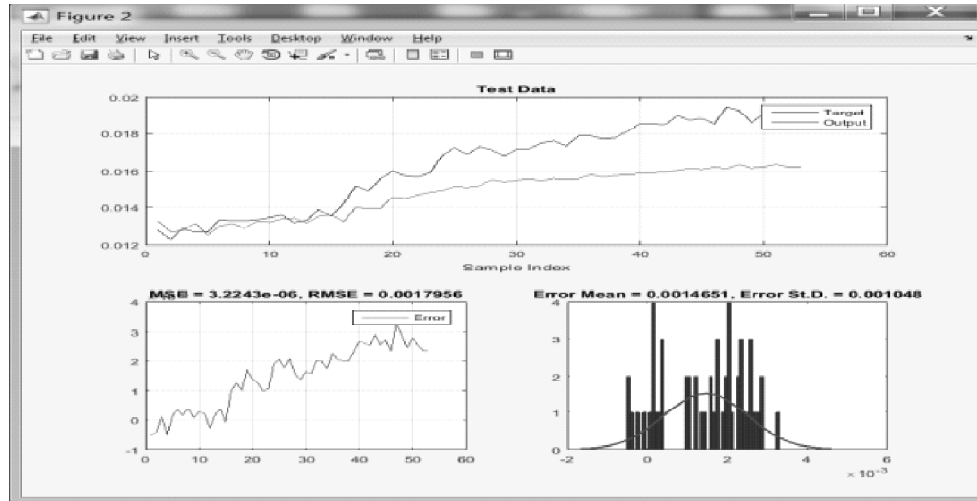 Figure 2
File Edit View Insert Tools Desktop Window Help
Test Data
0.02
0.018
0.016
0.014
0.012
0 10 20 30 40 50 60
Sample Index
Target
Output
MSE = 3.2243e-06, RMSE = 0.0017956
4
3
2
1
0
-1
0 10 20 30 40 50 60
Error
Error Mean = 0.0014651, Error St.D. = 0.001048
4
3
2
1
0
-2 0 2 4 6
× 10⁻³